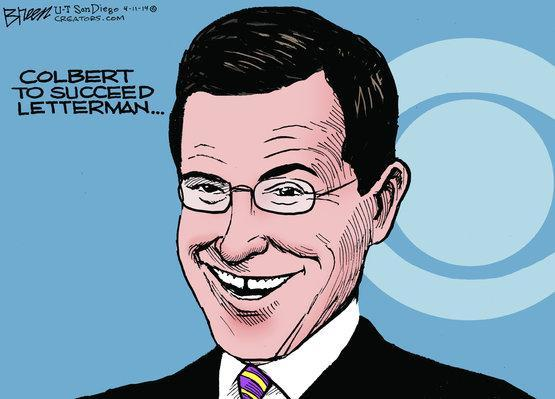 Breen U-T San Diego 4-11-14 ©
CREATORS.COM
COLBERT
TO SUCCEED
LETTERMAN...